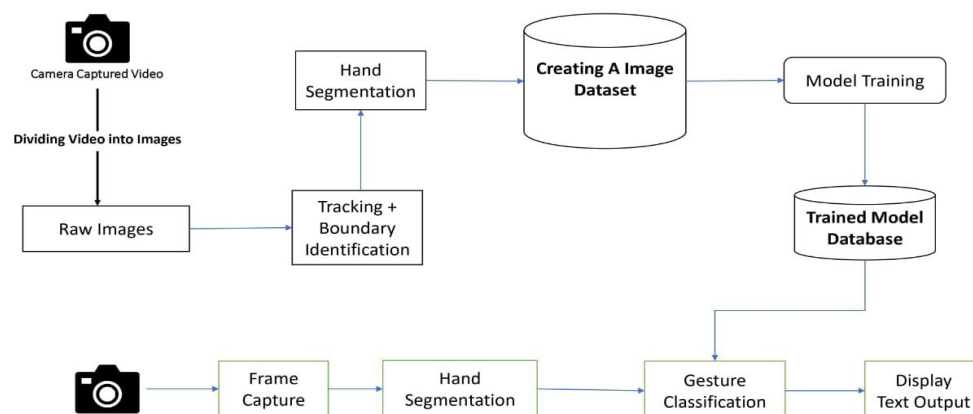 Camera Captured Video
Dividing Video into Images
Raw Images
Tracking +
Boundary
Identification
Hand
Segmentation
Creating A Image
Dataset
Model Training
Trained Model
Database
Frame
Capture
Hand
Segmentation
Gesture
Classification
Display
Text Output